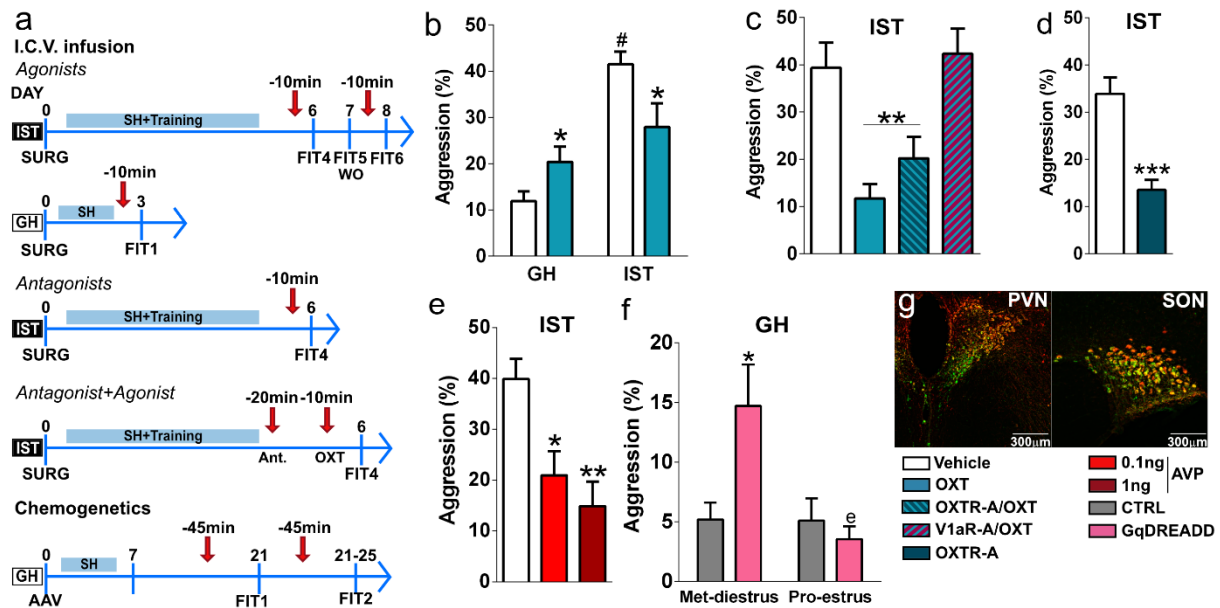 a
I.C.V. infusion
Agonists
DAY
-10min
-10min
0
SH+Training
6
7
8
IST
SURG
FIT4
FIT5
FIT6
WO
-10min
0
SH
3
GH
SURG
FIT1
Antagonists
-10min
0
SH+Training
6
IST
SURG
FIT4
Antagonist+Agonist
-20min
-10min
0
SH+Training
6
IST
Ant.
OXT
SURG
FIT4
Chemogenetics
-45min
-45min
0
SH
7
21
21-25
GH
AAV
FIT1
FIT2
b
Aggression (%)
50
40
30
20
10
0
*
#
*
GH
IST
c
IST
Aggression (%)
50
40
30
20
10
0
**
d
IST
Aggression (%)
50
40
30
20
10
0
***
e
IST
Aggression (%)
50
40
30
20
10
0
*
**
f
GH
Aggression (%)
20
15
10
5
0
*
e
Met-diestrus
Pro-estrus
g
PVN
SON
300µm
300µm
Vehicle
OXT
OXTR-A/OXT
V1aR-A/OXT
OXTR-A
0.1ng
1ng
AVP
CTRL
GqDREADD